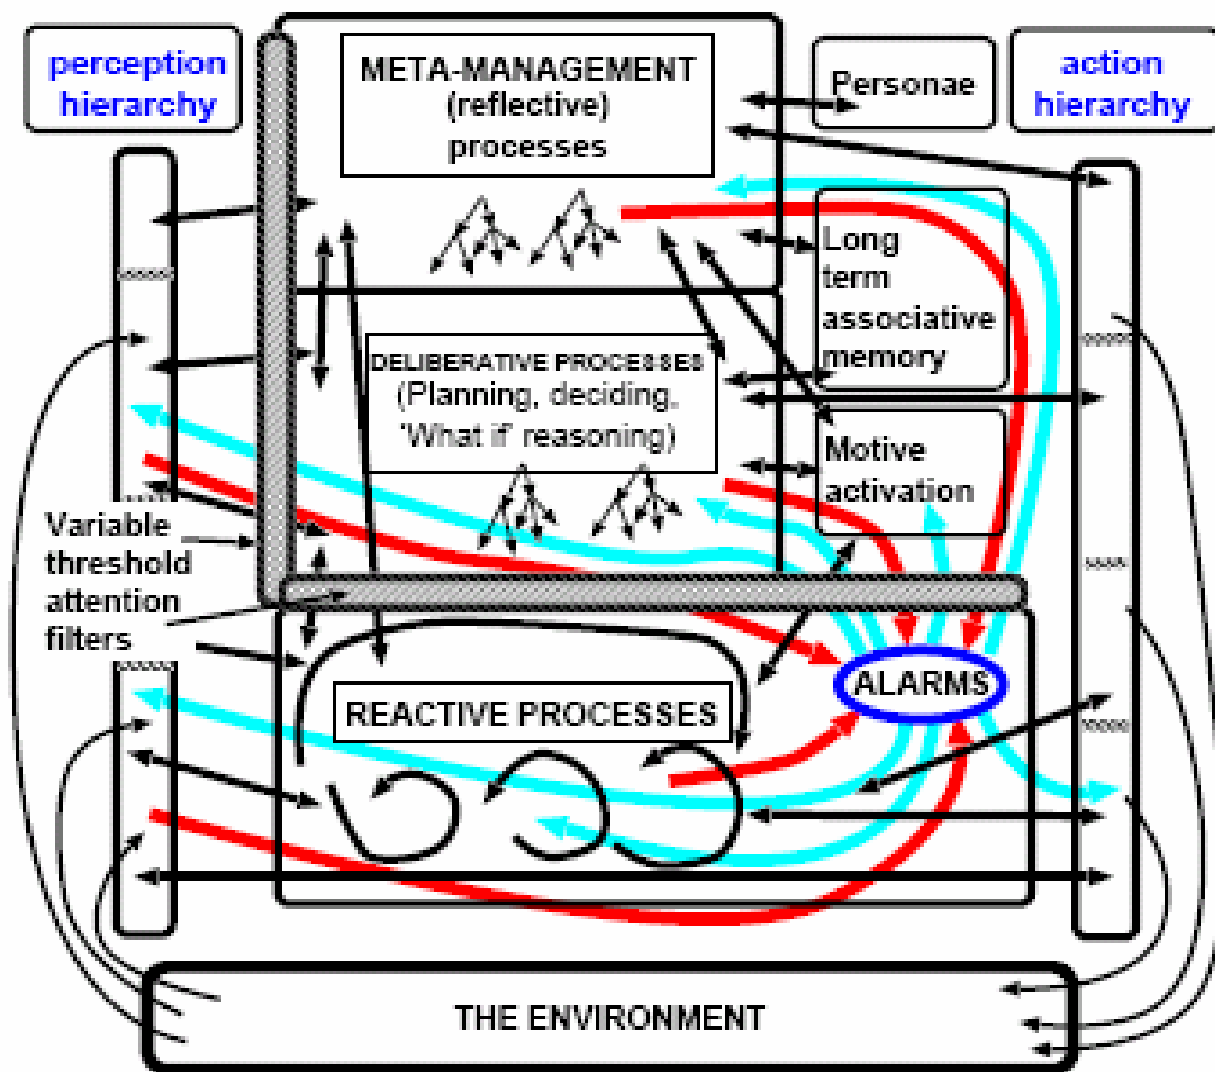 perception
hierarchy
META-MANAGEMENT
(reflective)
processes
Personae
action
hierarchy
Long
term
associative
memory
DELIBERATIVE PROCESSES
(Planning, deciding,
'What if' reasoning)
Motive
activation
Variable
threshold
attention
filters
ALARMS
REACTIVE PROCESSES
THE ENVIRONMENT